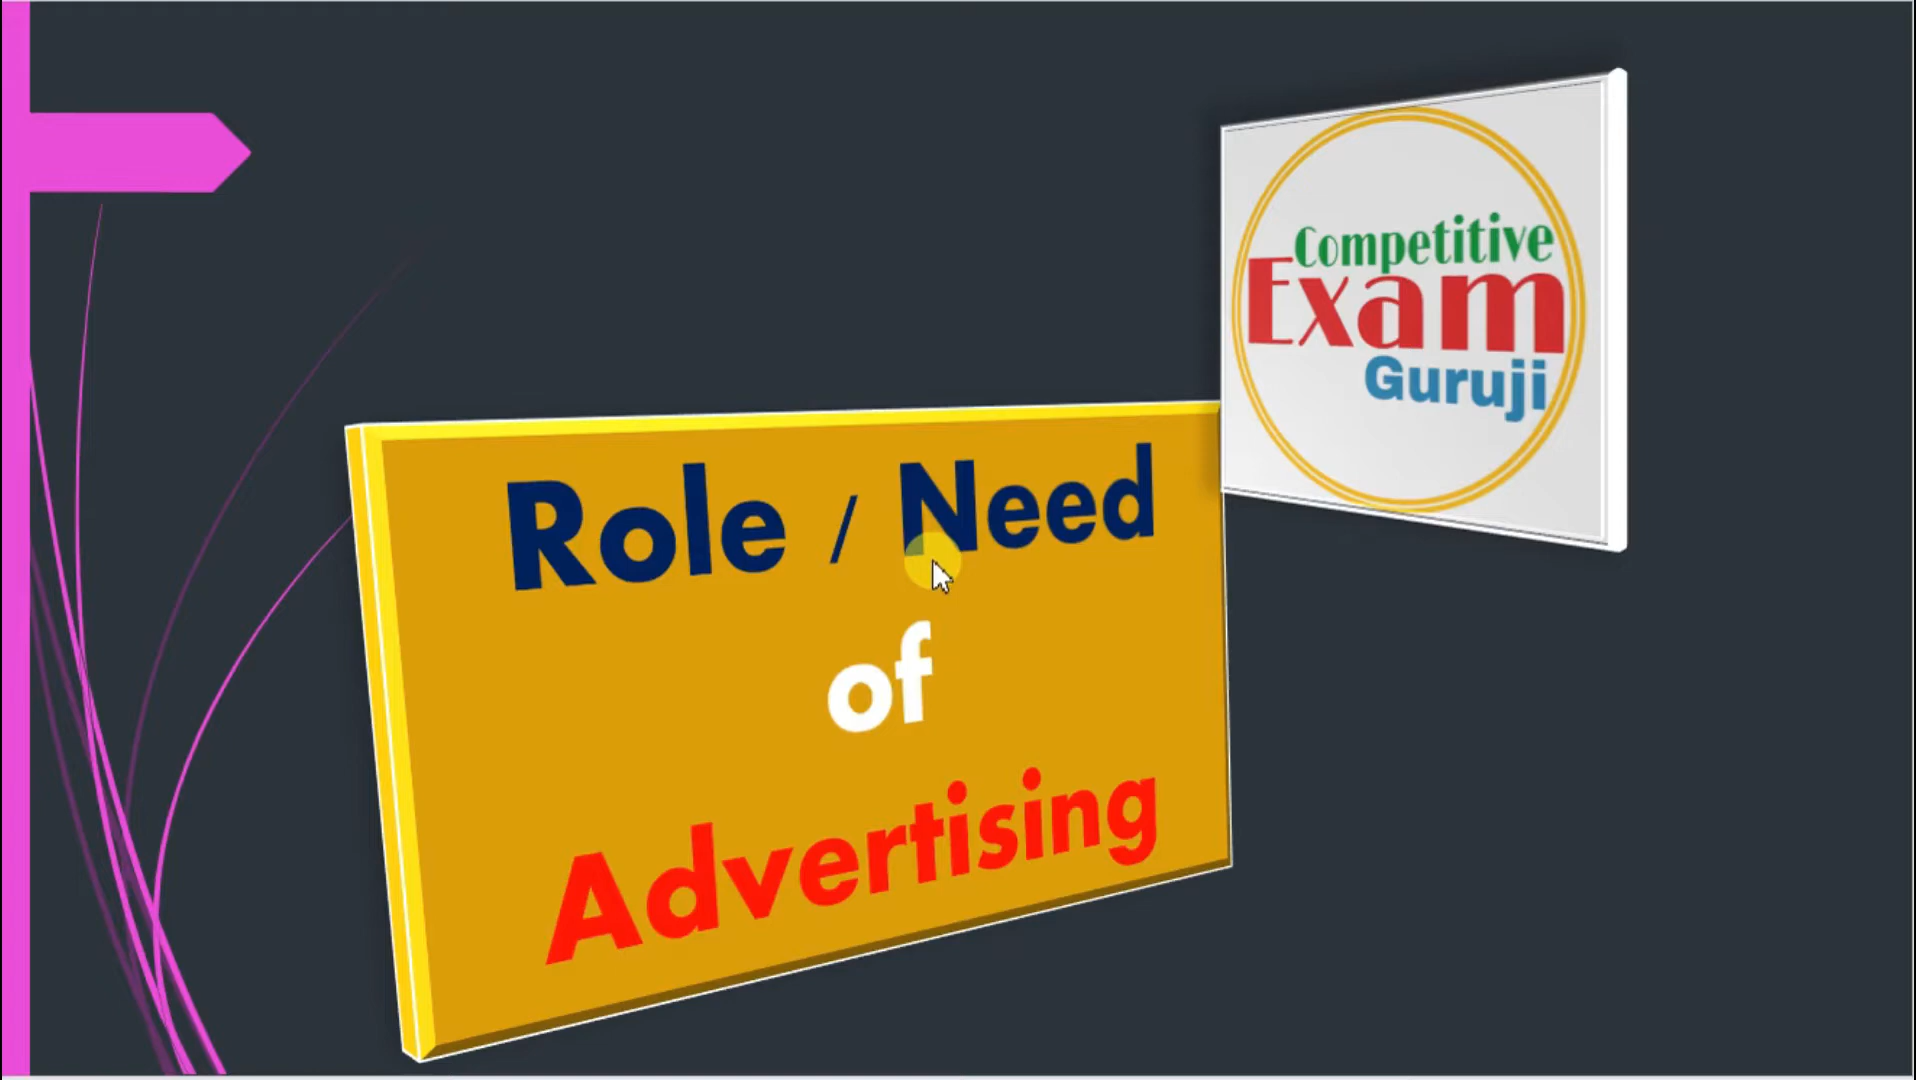 Competitive
Exam
Guruji
Role / Need
of
Advertising